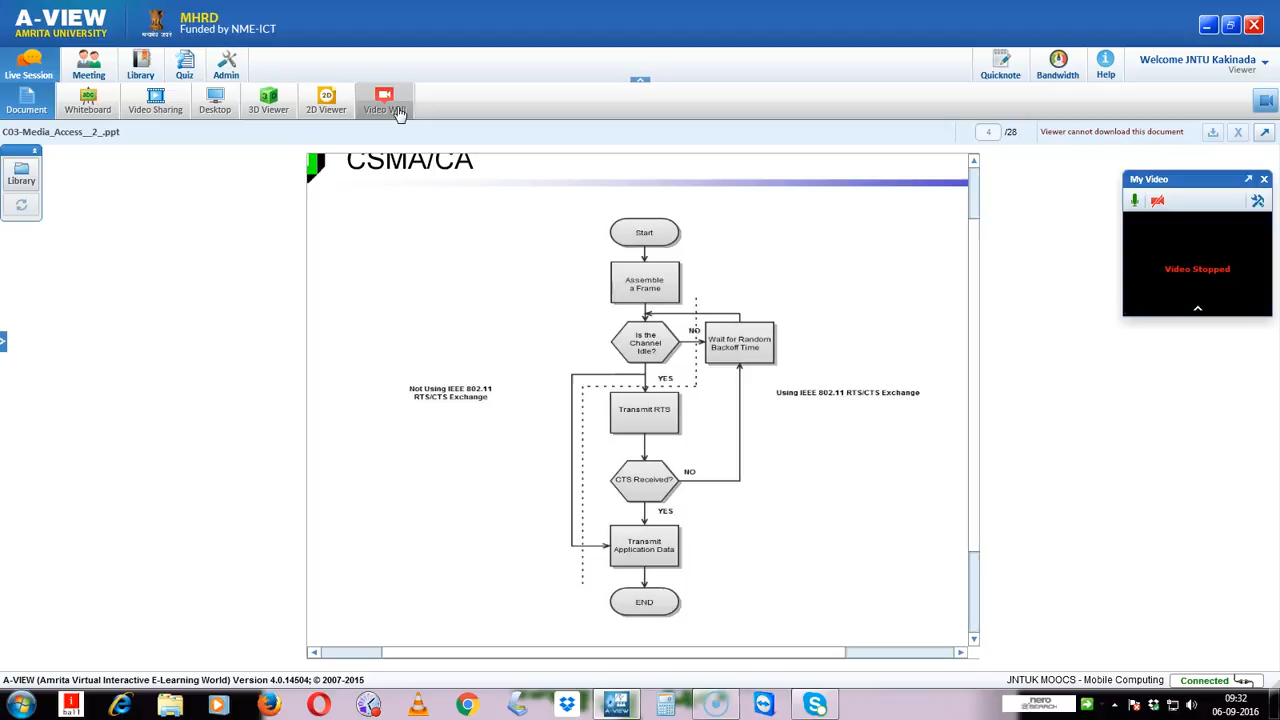 A-VIEW
AMRITA UNIVERSITY
MHRD
Funded by NME-ICT
Live Session
Meeting
Library
Quiz
Admin
Quicknote
Bandwidth
Help
Welcome JNTU Kakinada
Viewer
Document
Whiteboard
Video Sharing
Desktop
3D Viewer
2D Viewer
Video
C03-Media_Access__2_.ppt
4 /28
Viewer cannot download this document
Library
My Video
Video Stopped
CSMA/CA
Start
Assemble
a Frame
Is the
Channel
Idle?
NO
Wait for Random
Backoff Time
YES
Not Using IEEE 802.11
RTS/CTS Exchange
Using IEEE 802.11 RTS/CTS Exchange
Transmit RTS
CTS Received?
NO
YES
Transmit
Application Data
END
A-VIEW (Amrita Virtual Interactive E-Learning World) Version 4.0.14504; © 2007-2015
JNTUK MOOCS - Mobile Computing
Connected
iball
A-VIEW
nero
SEARCH
09:32
06-09-2016